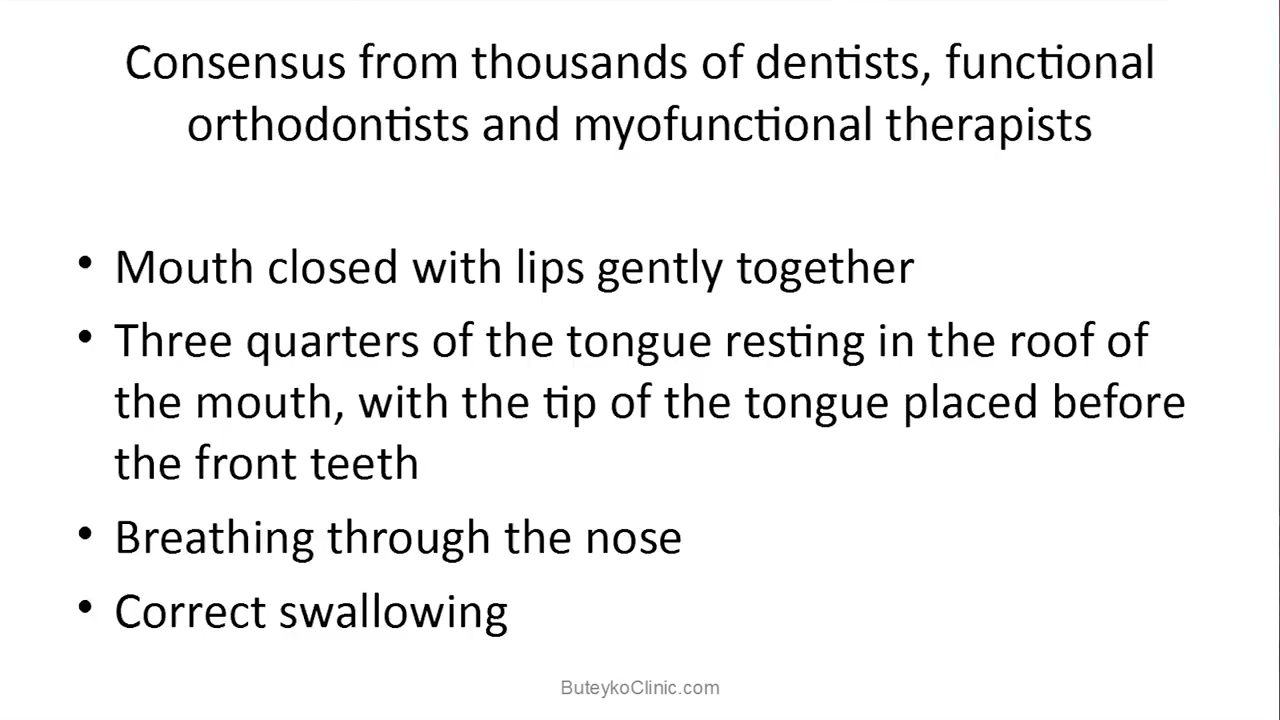 Consensus from thousands of dentists, functional
orthodontists and myofunctional therapists
• Mouth closed with lips gently together
• Three quarters of the tongue resting in the roof of
the mouth, with the tip of the tongue placed before
the front teeth
• Breathing through the nose
• Correct swallowing
ButeykoClinic.com